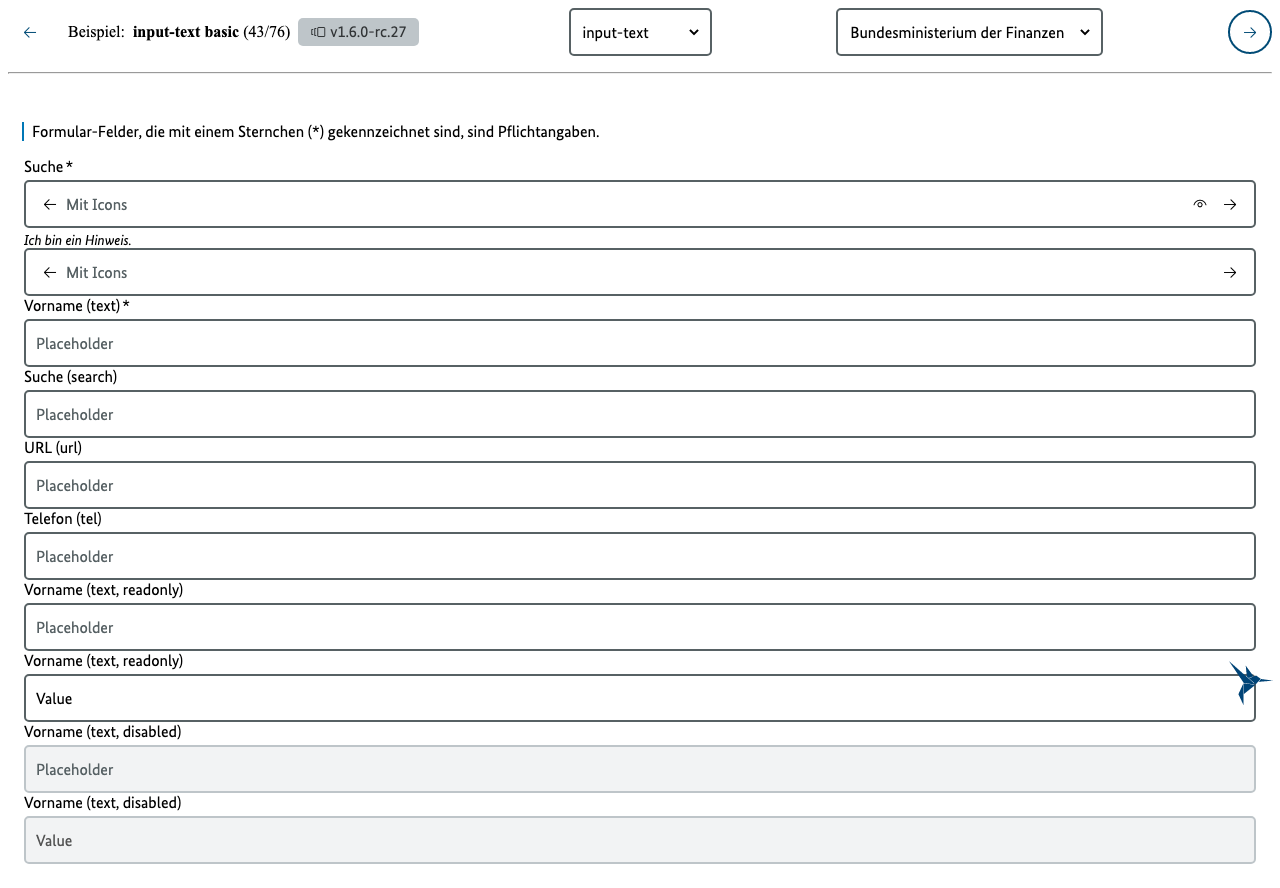 Beispiel: input-text basic (43/76) v1.6.0-rc.27 input-text Bundesministerium der Finanzen
Formular-Felder, die mit einem Sternchen (*) gekennzeichnet sind, sind Pflichtangaben.
Suche*
Mit Icons
Ich bin ein Hinweis.
Mit Icons
Vorname (text)*
Placeholder
Suche (search)
Placeholder
URL (url)
Placeholder
Telefon (tel)
Placeholder
Vorname (text, readonly)
Placeholder
Vorname (text, readonly)
Value
Vorname (text, disabled)
Placeholder
Vorname (text, disabled)
Value